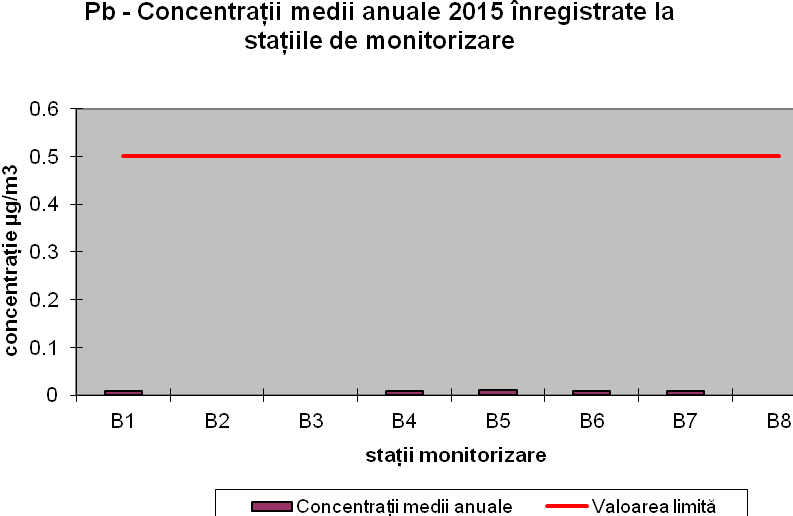 Pb - Concentrații medii anuale 2015 înregistrate la
stațiile de monitorizare
concentrație µg/m3
0.6
0.5
0.4
0.3
0.2
0.1
0
B1 B2 B3 B4 B5 B6 B7 B8
stații monitorizare
Concentrații medii anuale Valoarea limită